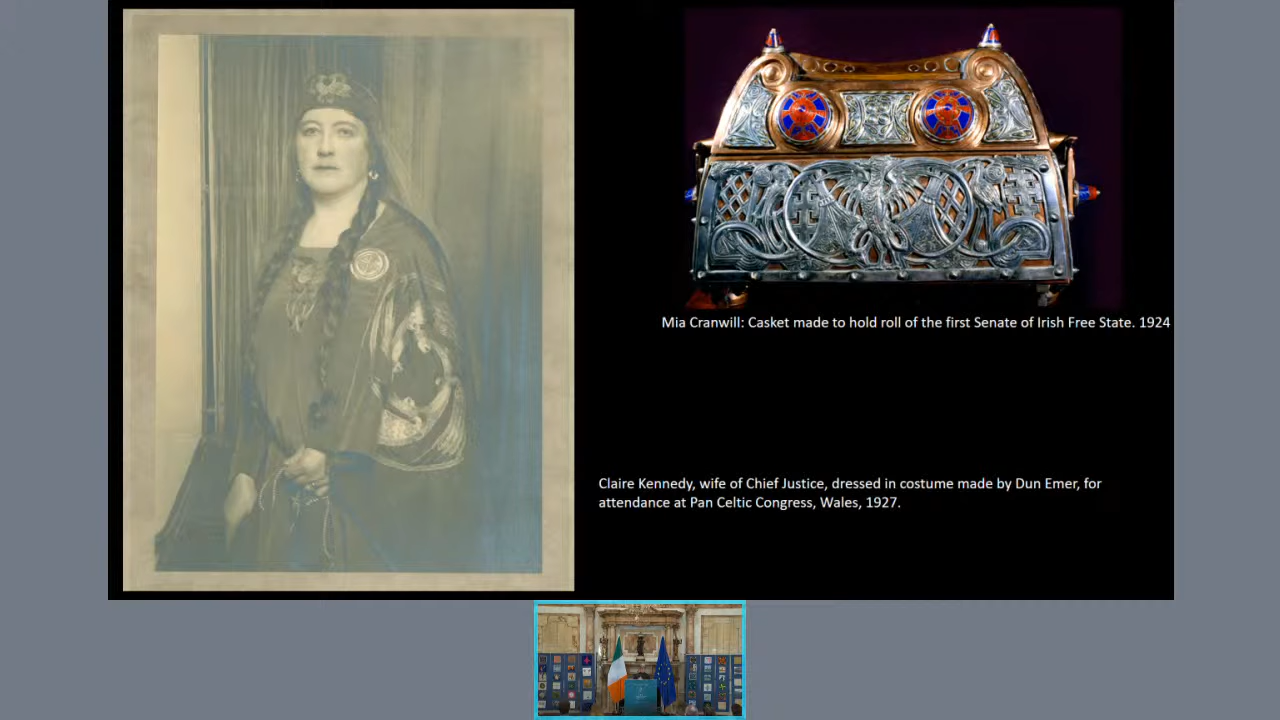 Mia Cranwill: Casket made to hold roll of the first Senate of Irish Free State. 1924
Claire Kennedy, wife of Chief Justice, dressed in costume made by Dun Emer, for
attendance at Pan Celtic Congress, Wales, 1927.